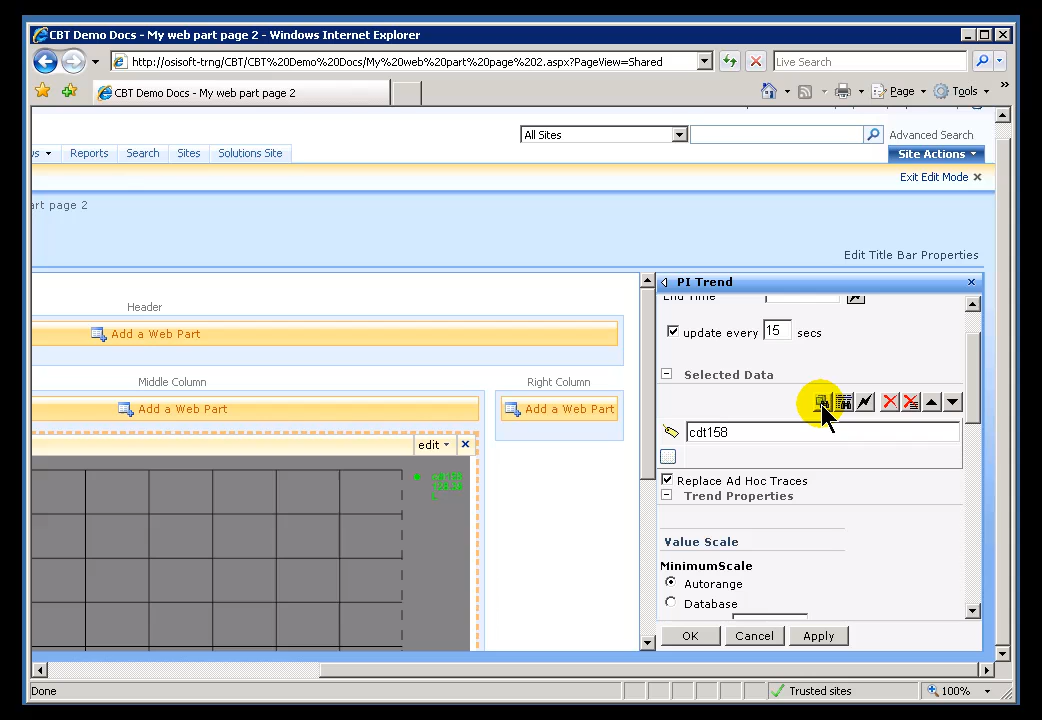 CBT Demo Docs - My web part page 2 - Windows Internet Explorer
http://osisoft-trng/CBT/CBT%20Demo%20Docs/My%20web%20part%20page%202.aspx?PageView=Shared
Live Search
CBT Demo Docs - My web part page 2
Page
Tools
»
All Sites
Advanced Search
Reports
Search
Sites
Solutions Site
Site Actions
Exit Edit Mode
art page 2
Edit Title Bar Properties
PI Trend
Header
End Time
Add a Web Part
update every 15 secs
Selected Data
Middle Column
Right Column
Add a Web Part
Add a Web Part
cdt158
edit
Replace Ad Hoc Traces
Trend Properties
Value Scale
MinimumScale
Autorange
Database
OK
Cancel
Apply
Done
Trusted sites
100%